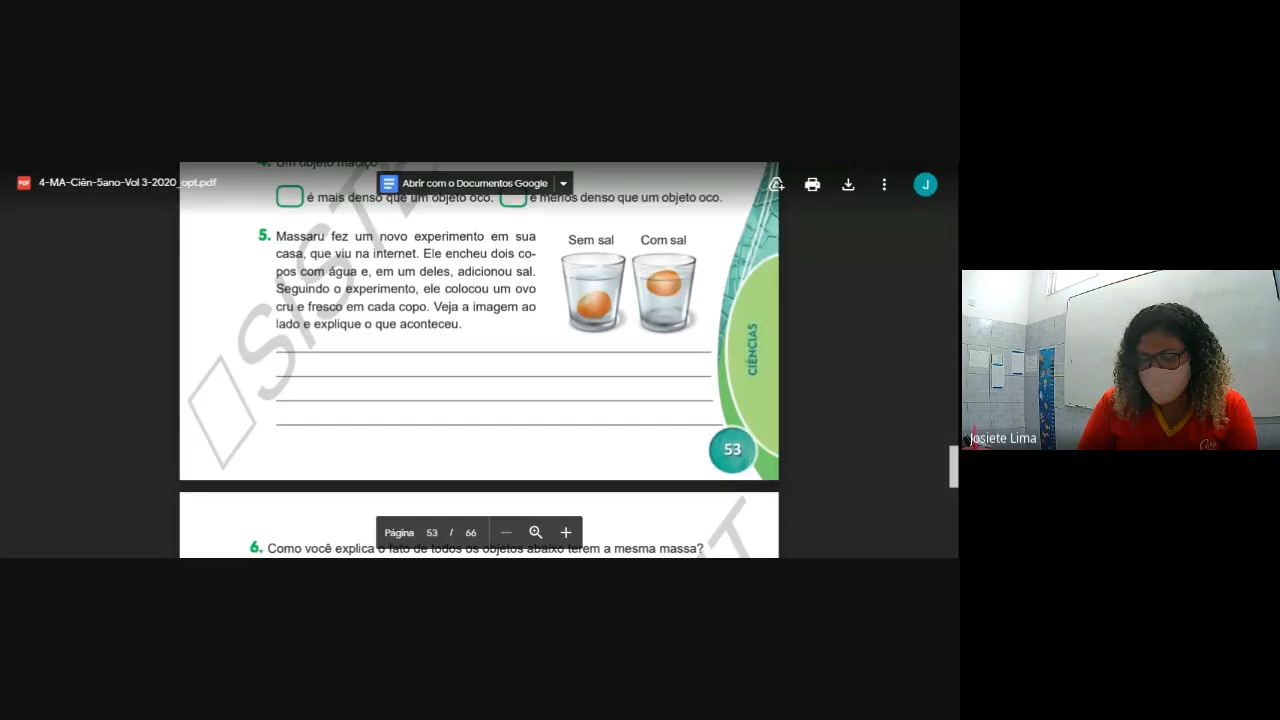 4. Um objeto maciço
4-MA-Ciên-5ano-Vol 3-2020_opt.pdf
Abrir com o Documentos Google
J
é mais denso que um objeto oco.
é menos denso que um objeto oco.
5. Massaru fez um novo experimento em sua
casa, que viu na internet. Ele encheu dois co-
pos com água e, em um deles, adicionou sal.
Seguindo o experimento, ele colocou um ovo
cru e fresco em cada copo. Veja a imagem ao
lado e explique o que aconteceu.
Sem sal
Com sal
CIÊNCIAS
53
Página 53 / 66
6. Como você explica o fato de todos os objetos abaixo terem a mesma massa?
Josiete Lima